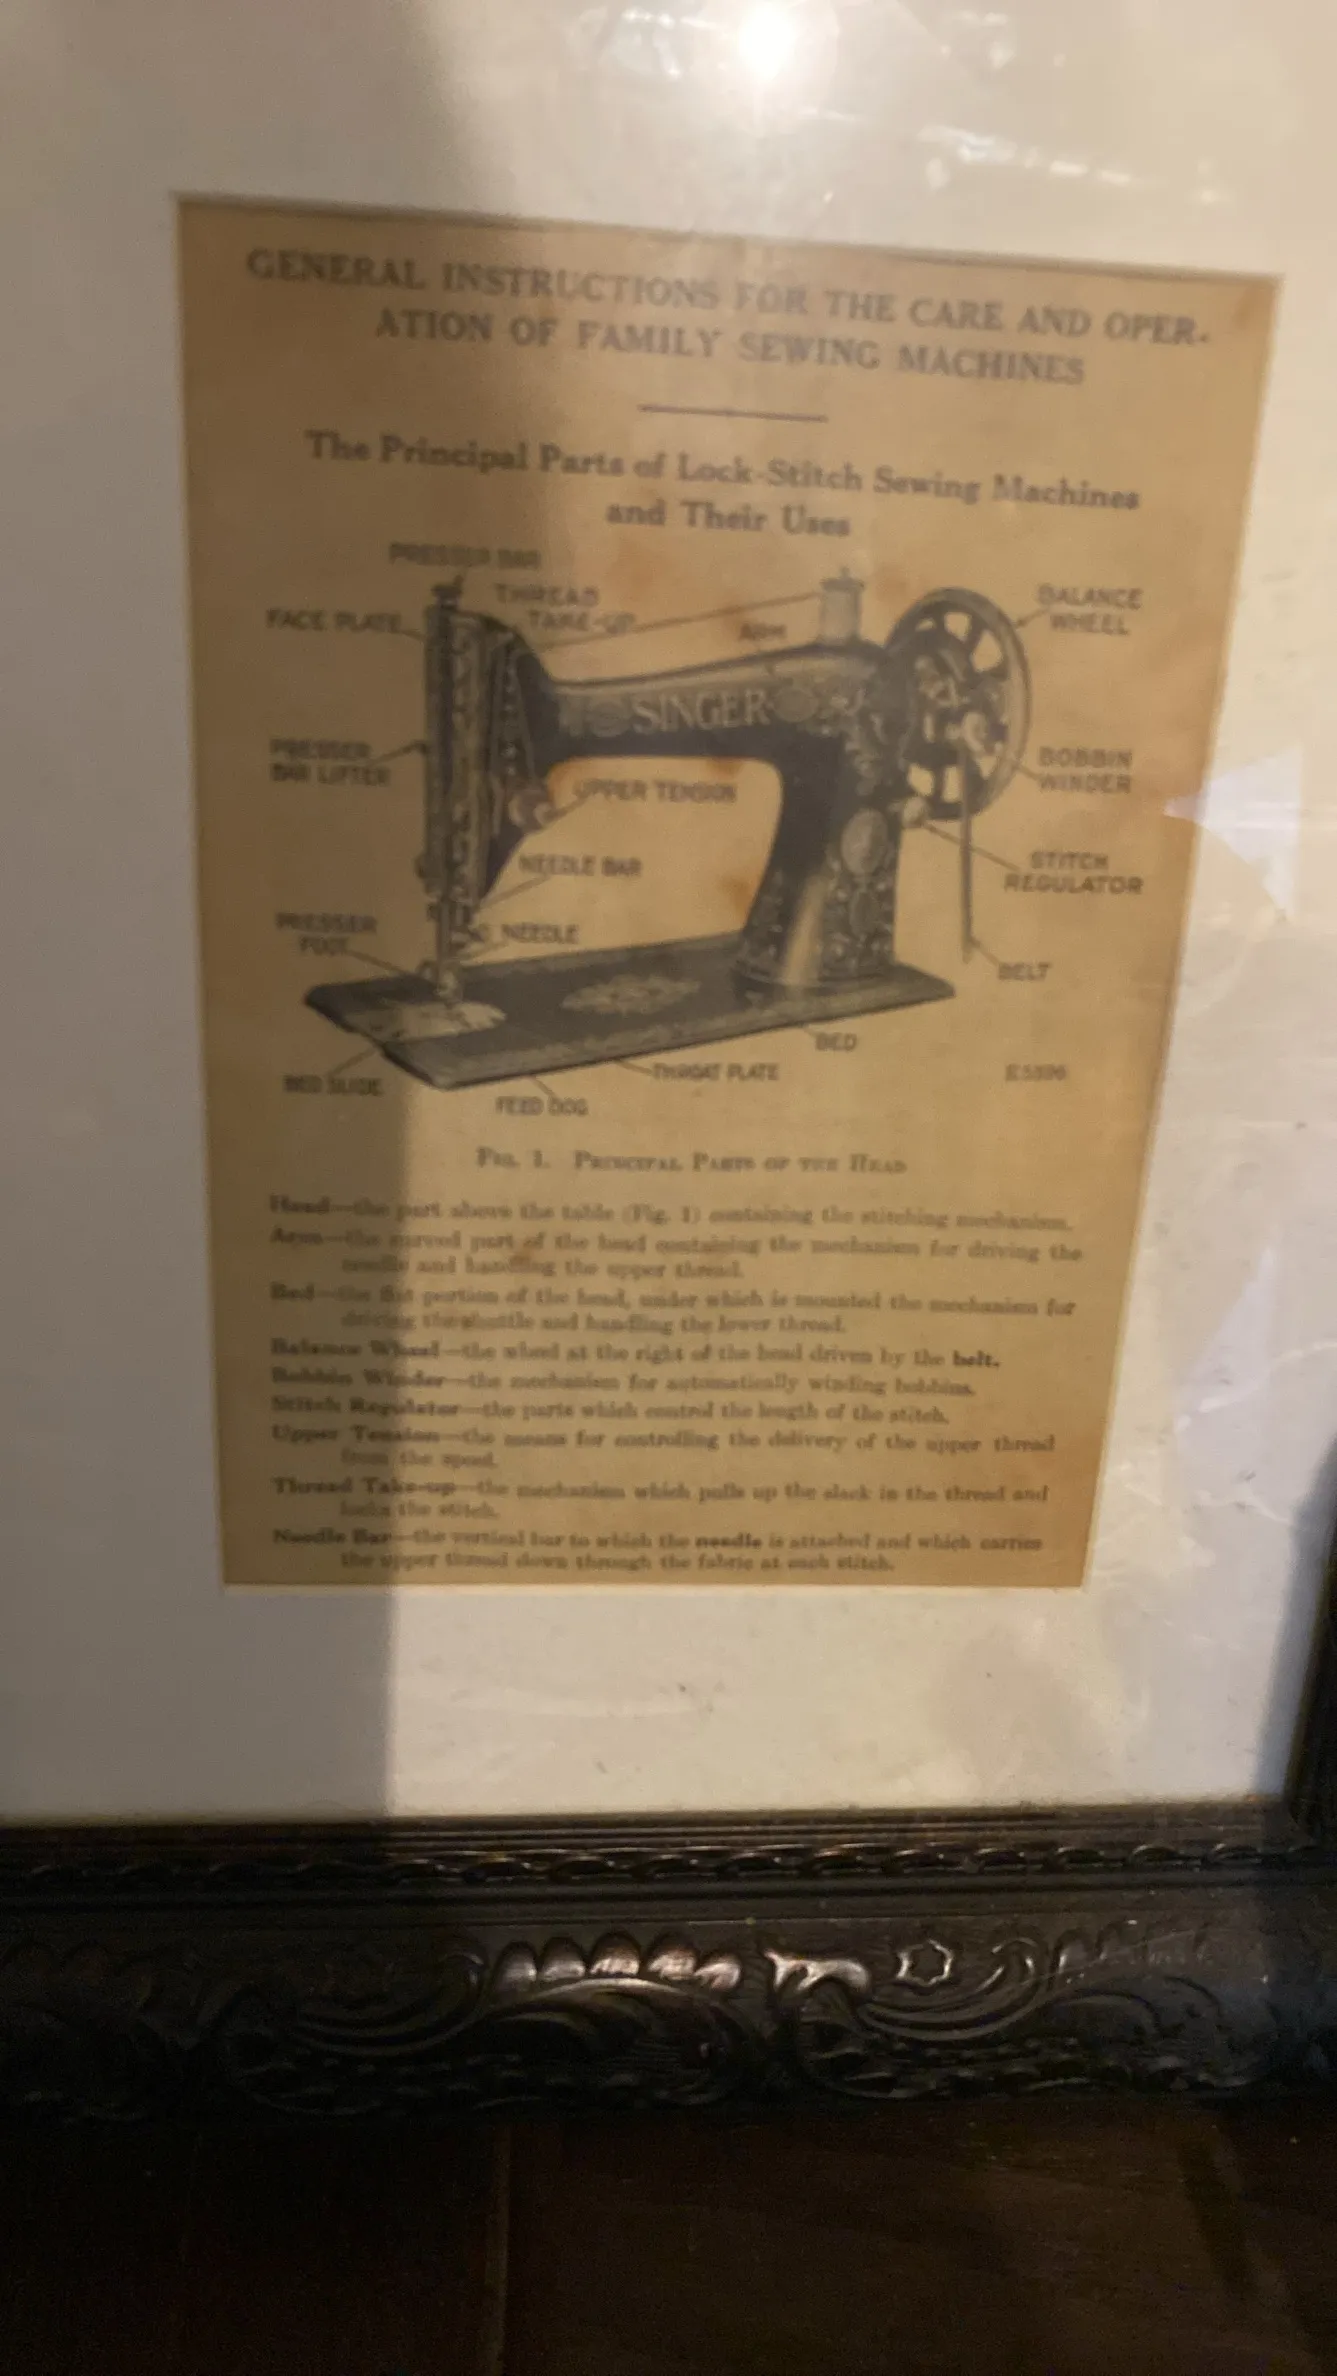 GENERAL INSTRUCTIONS FOR THE CARE AND OPER-
ATION OF FAMILY SEWING MACHINES
The Principal Parts of Lock-Stitch Sewing Machines
and Their Uses
PRESSER BAR
THREAD
TAKE-UP
FACE PLATE
ARM
BALANCE
WHEEL
SINGER
PRESSER
BAR LIFTER
UPPER TENSION
BOBBIN
WINDER
NEEDLE BAR
STITCH
REGULATOR
PRESSER
FOOT
NEEDLE
BELT
BED
THROAT PLATE
BED SLIDE
FEED DOG
FIG. 1. PRINCIPAL PARTS OF THE HEAD
Head—the part above the table (Fig. 1) containing the stitching mechanism.
Arm—the curved part of the head containing the mechanism for driving the
needle and handling the upper thread.
Bed—the flat portion of the head, under which is mounted the mechanism for
driving the shuttle and handling the lower thread.
Balance Wheel—the wheel at the right of the head driven by the belt.
Bobbin Winder—the mechanism for automatically winding bobbins.
Stitch Regulator—the parts which control the length of the stitch.
Upper Tension—the means for controlling the delivery of the upper thread
from the spool.
Thread Take-up—the mechanism which pulls up the slack in the thread and
locks the stitch.
Needle Bar—the vertical bar to which the needle is attached and which carries
the upper thread down through the fabric at each stitch.